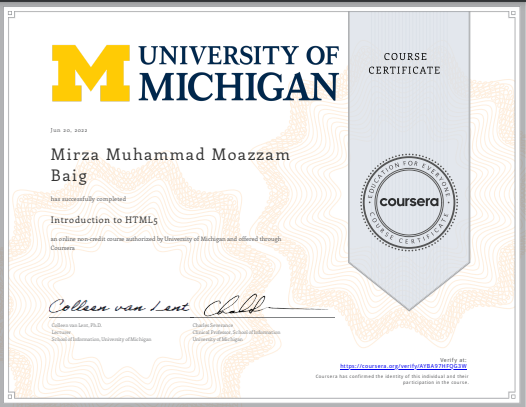 M UNIVERSITY OF
MICHIGAN
COURSE
CERTIFICATE
Jun 20, 2022
Mirza Muhammad Moazzam
Baig
has successfully completed
Introduction to HTML5
an online non-credit course authorized by University of Michigan and offered through
Coursera
EDUCATION FOR EVERYONE
coursera
COURSE CERTIFICATE
Colleen van Lent
Colleen van Lent, Ph.D.
Lecturer
School of Information, University of Michigan
Charles Severance
Clinical Professor, School of Information
University of Michigan
Verify at:
https://coursera.org/verify/AYBA97HFQG3W
Coursera has confirmed the identity of this individual and their
participation in the course.